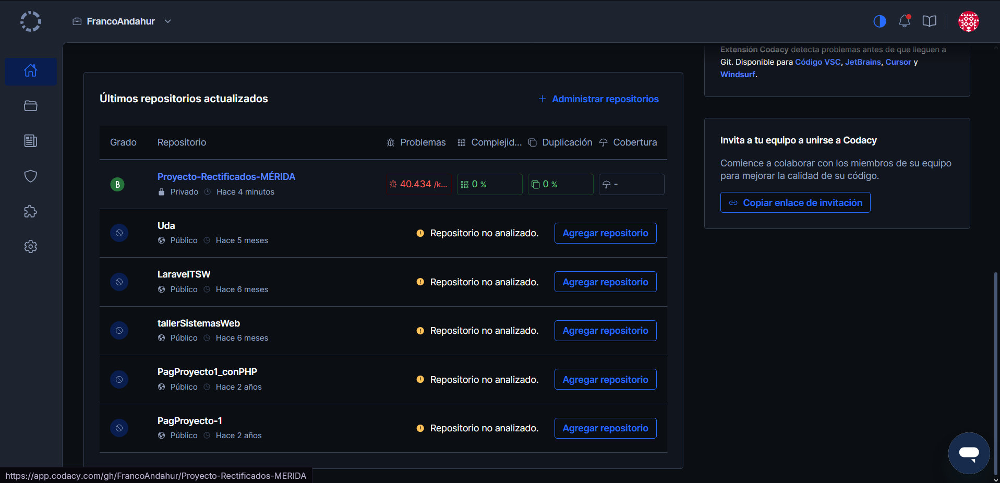 FrancoAndahur
Extensión Codacy detecta problemas antes de que lleguen a
Git. Disponible para Código VSC, JetBrains, Cursor y
Windsurf.
Últimos repositorios actualizados
Administrar repositorios
Grado Repositorio Problemas Complejid... Duplicación Cobertura
B
Proyecto-Rectificados-MÉRIDA
Privado Hace 4 minutos
40.434 /k... 0 % 0 % -
Uda
Público Hace 5 meses
Repositorio no analizado. Agregar repositorio
LaravelTSW
Público Hace 6 meses
Repositorio no analizado. Agregar repositorio
tallerSistemasWeb
Público Hace 6 meses
Repositorio no analizado. Agregar repositorio
PagProyecto1_conPHP
Público Hace 2 años
Repositorio no analizado. Agregar repositorio
PagProyecto-1
Público Hace 2 años
Repositorio no analizado. Agregar repositorio
Invita a tu equipo a unirse a Codacy
Comience a colaborar con los miembros de su equipo
para mejorar la calidad de su código.
Copiar enlace de invitación
https://app.codacy.com/gh/FrancoAndahur/Proyecto-Rectificados-MERIDA